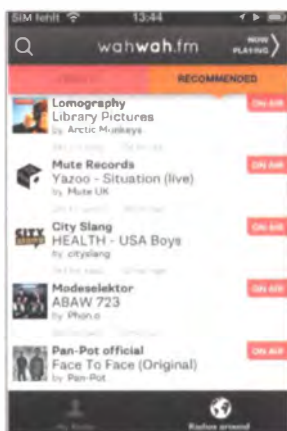 SIM fehlt 13:44
wahwah.fm NOW PLAYING
RECOMMENDED
Lomography ON AIR
Library Pictures
by Arctic Monkeys
Mute Records ON AIR
Yazoo - Situation (live)
by Mute UK
City Slang ON AIR
CITY SLANG
HEALTH - USA Boys
by cityslang
Modeselektor ON AIR
ABAW 723
by Phon.o
Pan-Pot official ON AIR
Face To Face (Original)
by Pan-Pot
Radios around